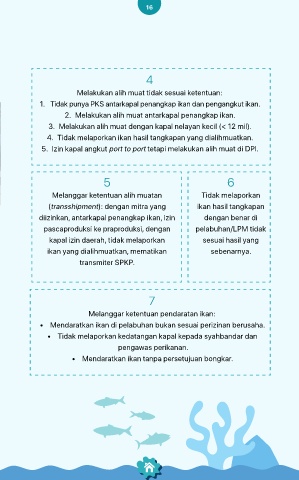 16
4
Melakukan alih muat tidak sesuai ketentuan:
1. Tidak punya PKS antarkapal penangkap ikan dan pengangkut ikan.
2. Melakukan alih muat antarkapal penangkap ikan.
3. Melakukan alih muat dengan kapal nelayan kecil (< 12 mil).
4. Tidak melaporkan ikan hasil tangkapan yang dialihmuatkan.
5. Izin kapal angkut port to port tetapi melakukan alih muat di DPI.
5
Melanggar ketentuan alih muatan
(transshipment): dengan mitra yang
diizinkan, antarkapal penangkap ikan, izin
pascaproduksi ke praproduksi, dengan
kapal izin daerah, tidak melaporkan
ikan yang dialihmuatkan, mematikan
transmiter SPKP.
6
Tidak melaporkan
ikan hasil tangkapan
dengan benar di
pelabuhan/LPM tidak
sesuai hasil yang
sebenarnya.
7
Melanggar ketentuan pendaratan ikan:
• Mendaratkan ikan di pelabuhan bukan sesuai perizinan berusaha.
• Tidak melaporkan kedatangan kapal kepada syahbandar dan
pengawas perikanan.
• Mendaratkan ikan tanpa persetujuan bongkar.